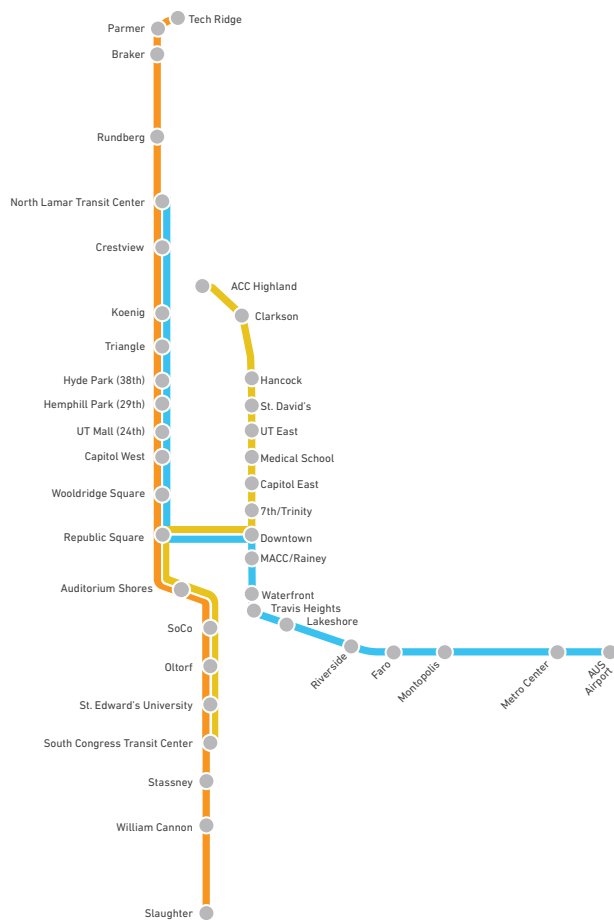 Tech Ridge
Parmer
Braker
Rundberg
North Lamar Transit Center
Crestview
ACC Highland
Koenig
Clarkson
Triangle
Hyde Park (38th)
Hancock
Hemphill Park (29th)
St. David's
UT Mall (24th)
UT East
Capitol West
Medical School
Capitol East
Wooldridge Square
7th/Trinity
Republic Square
Downtown
MACC/Rainey
Auditorium Shores
Waterfront
Travis Heights
Lakeshore
SoCo
Riverside
Faro
Montopolis
Metro Center
AUS
Airport
Oltorf
St. Edward's University
South Congress Transit Center
Stassney
William Cannon
Slaughter